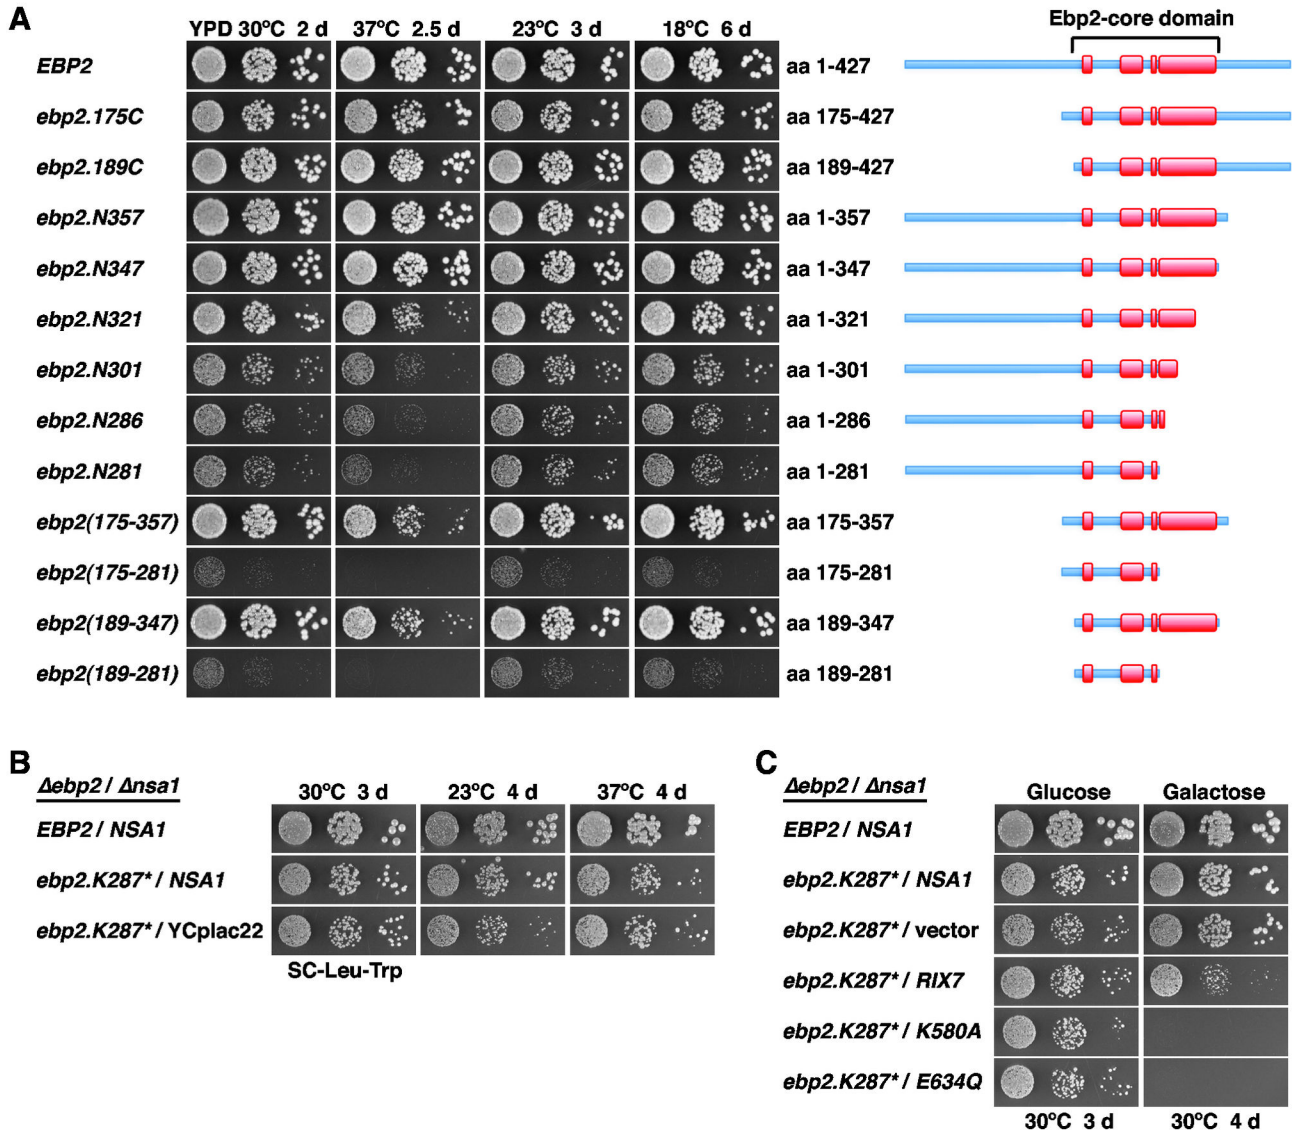 A
Ebp2-core domain
YPD 30°C 2 d 37°C 2.5 d 23°C 3 d 18°C 6 d
EBP2 aa 1-427
ebp2.175C aa 175-427
ebp2.189C aa 189-427
ebp2.N357 aa 1-357
ebp2.N347 aa 1-347
ebp2.N321 aa 1-321
ebp2.N301 aa 1-301
ebp2.N286 aa 1-286
ebp2.N281 aa 1-281
ebp2(175-357) aa 175-357
ebp2(175-281) aa 175-281
ebp2(189-347) aa 189-347
ebp2(189-281) aa 189-281
B
Δebp2 / Δnsa1
30°C 3 d 23°C 4 d 37°C 4 d
EBP2 / NSA1
ebp2.K287* / NSA1
ebp2.K287* / YCplac22
SC-Leu-Trp
C
Δebp2 / Δnsa1
Glucose Galactose
EBP2 / NSA1
ebp2.K287* / NSA1
ebp2.K287* / vector
ebp2.K287* / RIX7
ebp2.K287* / K580A
ebp2.K287* / E634Q
30°C 3 d 30°C 4 d